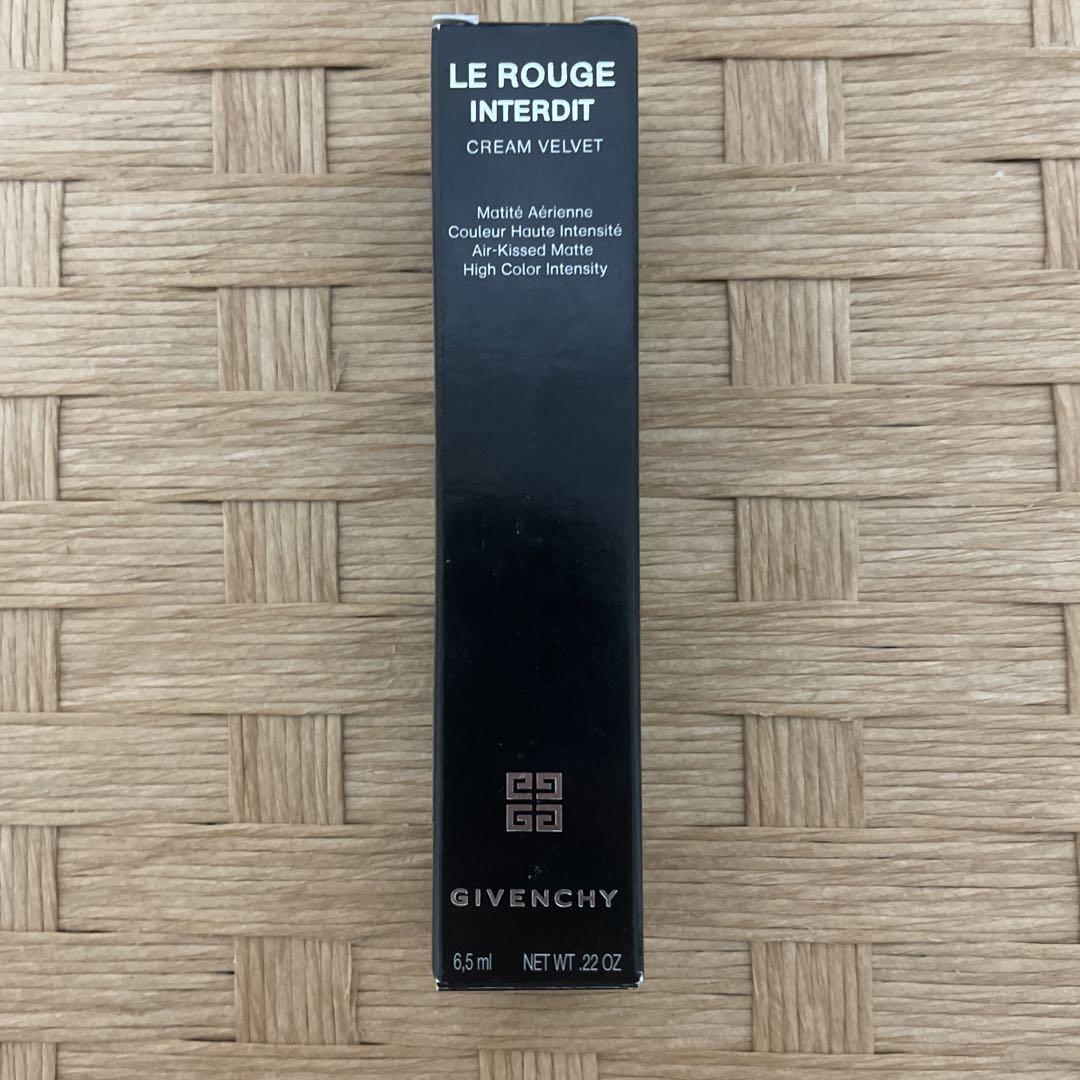 LE ROUGE
INTERDIT
CREAM VELVET
Matité Aérienne
Couleur Haute Intensité
Air-Kissed Matte
High Color Intensity
GIVENCHY
6,5 ml NET WT .22 OZ